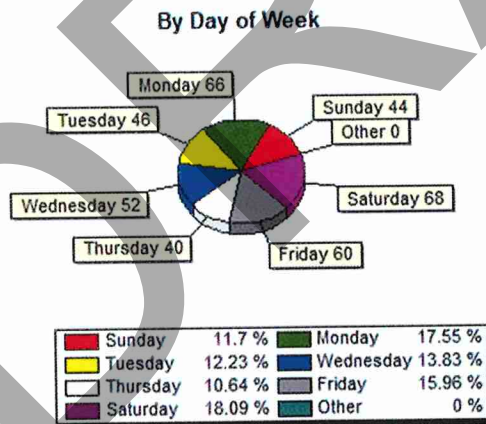 By Day of Week
Monday 66
Sunday 44
Tuesday 46
Other 0
Wednesday 52
Saturday 68
Thursday 40
Friday 60
Sunday 11.7 % Monday 17.55 %
Tuesday 12.23 % Wednesday 13.83 %
Thursday 10.64 % Friday 15.96 %
Saturday 18.09 % Other 0 %